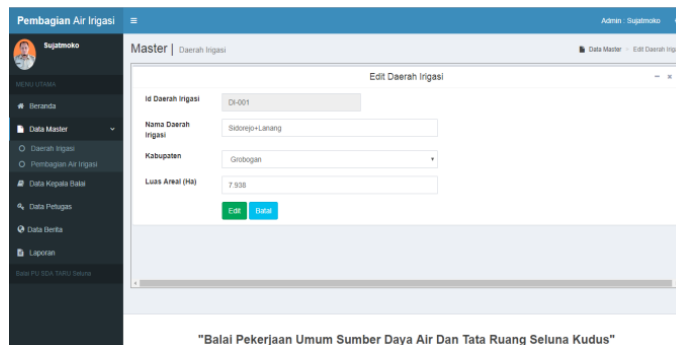 Pembagian Air Irigasi
Admin : Sujatmoko
Sujatmoko
Master | Daerah Irigasi
Data Master
Edit Daerah Iriga
MENU UTAMA
Beranda
Data Master
Daerah Irigasi
Pembagian Air Irigasi
Data Kepala Balai
Data Petugas
Data Berita
Laporan
Balai PU SDA TARU Seluna
Edit Daerah Irigasi
Id Daerah Irigasi
DI-001
Nama Daerah
Irigasi
Sidorejo+Lanang
Kabupaten
Grobogan
Luas Areal (Ha)
7.938
Edit
Batal
"Balai Pekerjaan Umum Sumber Daya Air Dan Tata Ruang Seluna Kudus"